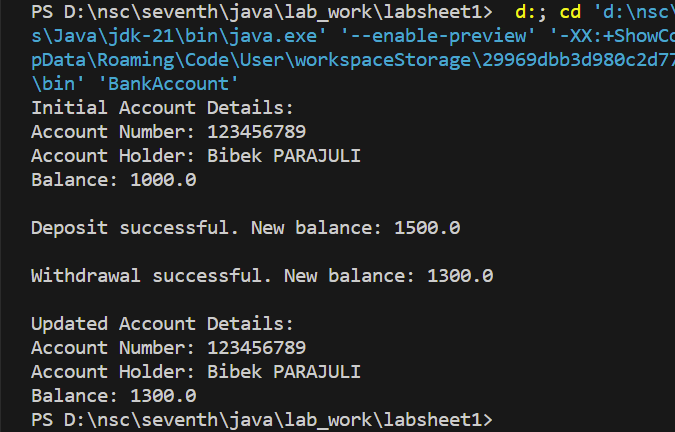 PS D:\nsc\seventh\java\lab_work\labsheet1>  d:; cd 'd:\nsc\
s\Java\jdk-21\bin\java.exe' '--enable-preview' '-XX:+ShowCo
pData\Roaming\Code\User\workspaceStorage\29969dbb3d980c2d77
\bin' 'BankAccount'
Initial Account Details:
Account Number: 123456789
Account Holder: Bibek PARAJULI
Balance: 1000.0
Deposit successful. New balance: 1500.0
Withdrawal successful. New balance: 1300.0
Updated Account Details:
Account Number: 123456789
Account Holder: Bibek PARAJULI
Balance: 1300.0
PS D:\nsc\seventh\java\lab_work\labsheet1>